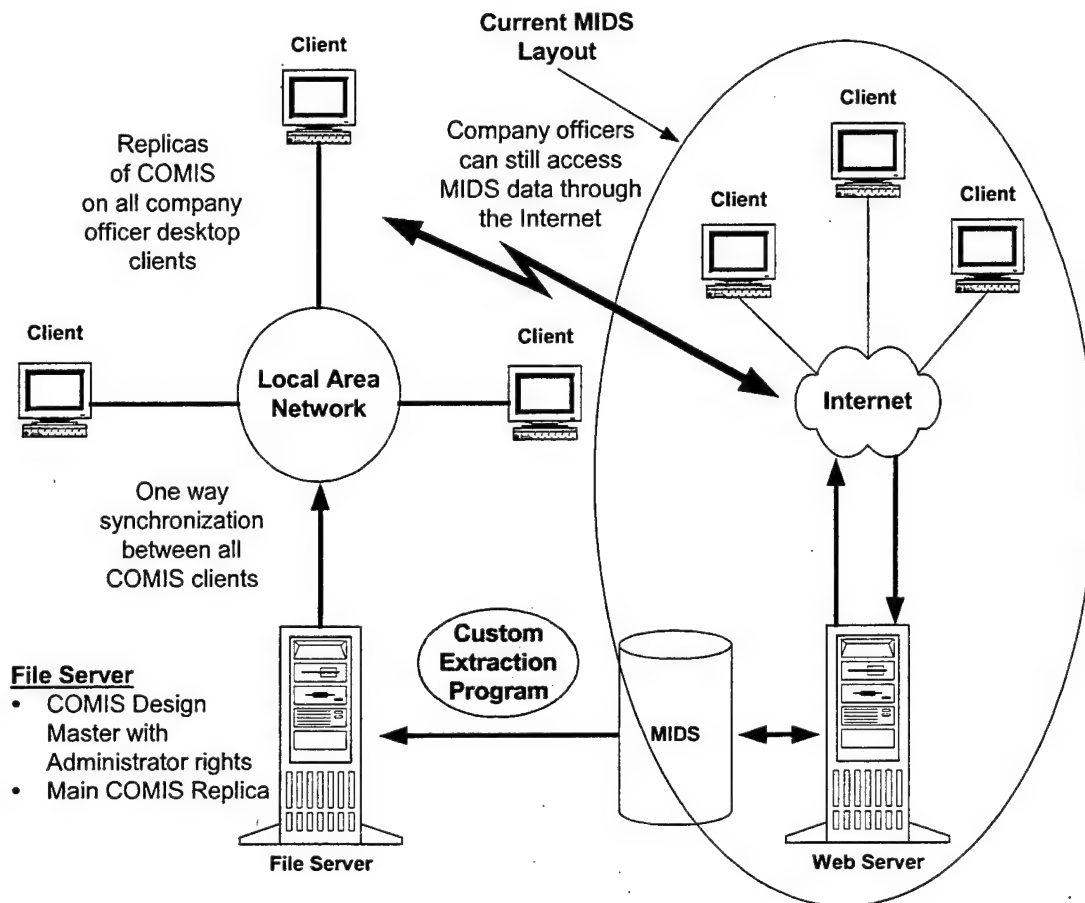 Current MIDS
Layout
Client
Client
Replicas
of COMIS
on all company
officer desktop
clients
Company officers
can still access
MIDS data through
the Internet
Client
Client
Client
Client
Local Area
Network
Internet
One way
synchronization
between all
COMIS clients
Custom
Extraction
Program
File Server
• COMIS Design
Master with
Administrator rights
• Main COMIS Replica
MIDS
File Server
Web Server